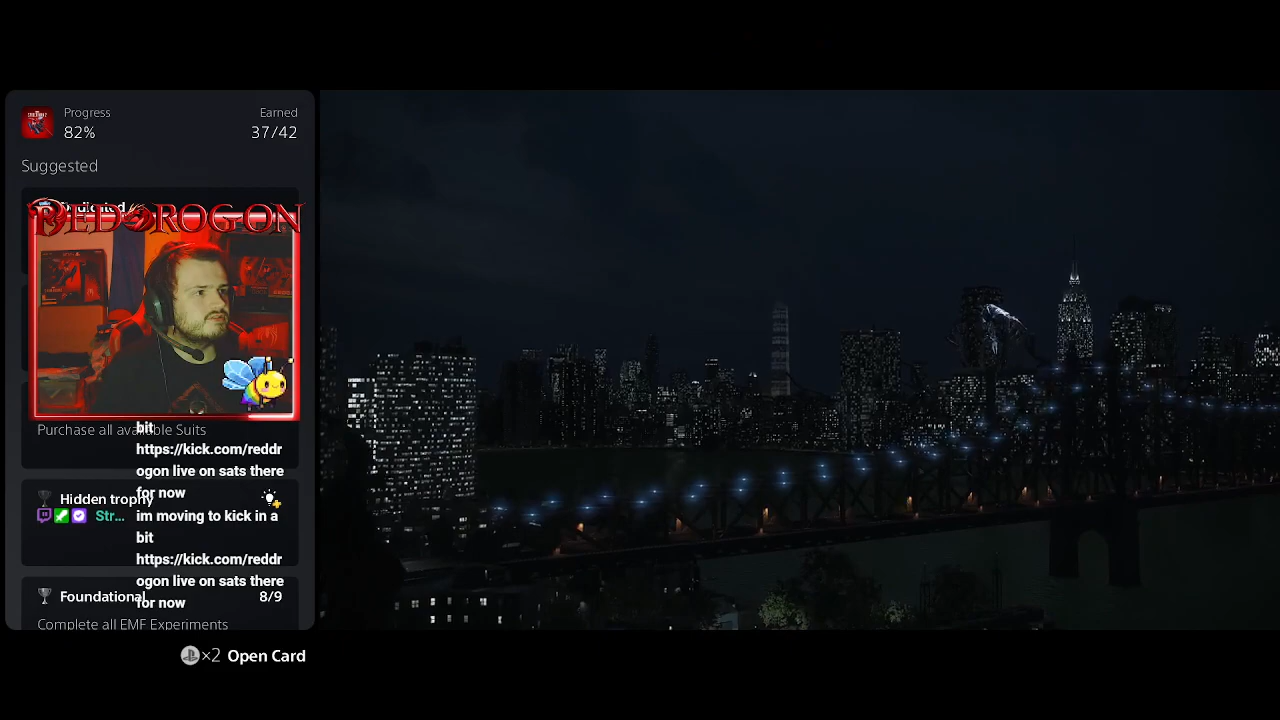 Progress
Earned
82%
37/42
Suggested
Dedicated
REDDROGON
Purchase all available Suits
bit
https://kick.com/reddr
ogon live on sats there
for now
Hidden trophy
Str...
im moving to kick in a
bit
https://kick.com/reddr
ogon live on sats there
for now
Foundational
8/9
Complete all EMF Experiments
×2 Open Card